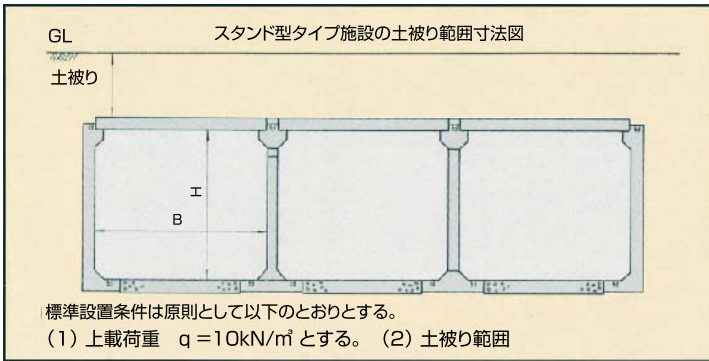 GL
スタンド型タイプ施設の土被り範囲寸法図
土被り
H
B
標準設置条件は原則として以下のとおりとする。
(1) 上載荷重 q=10kN/㎡とする。 (2) 土被り範囲